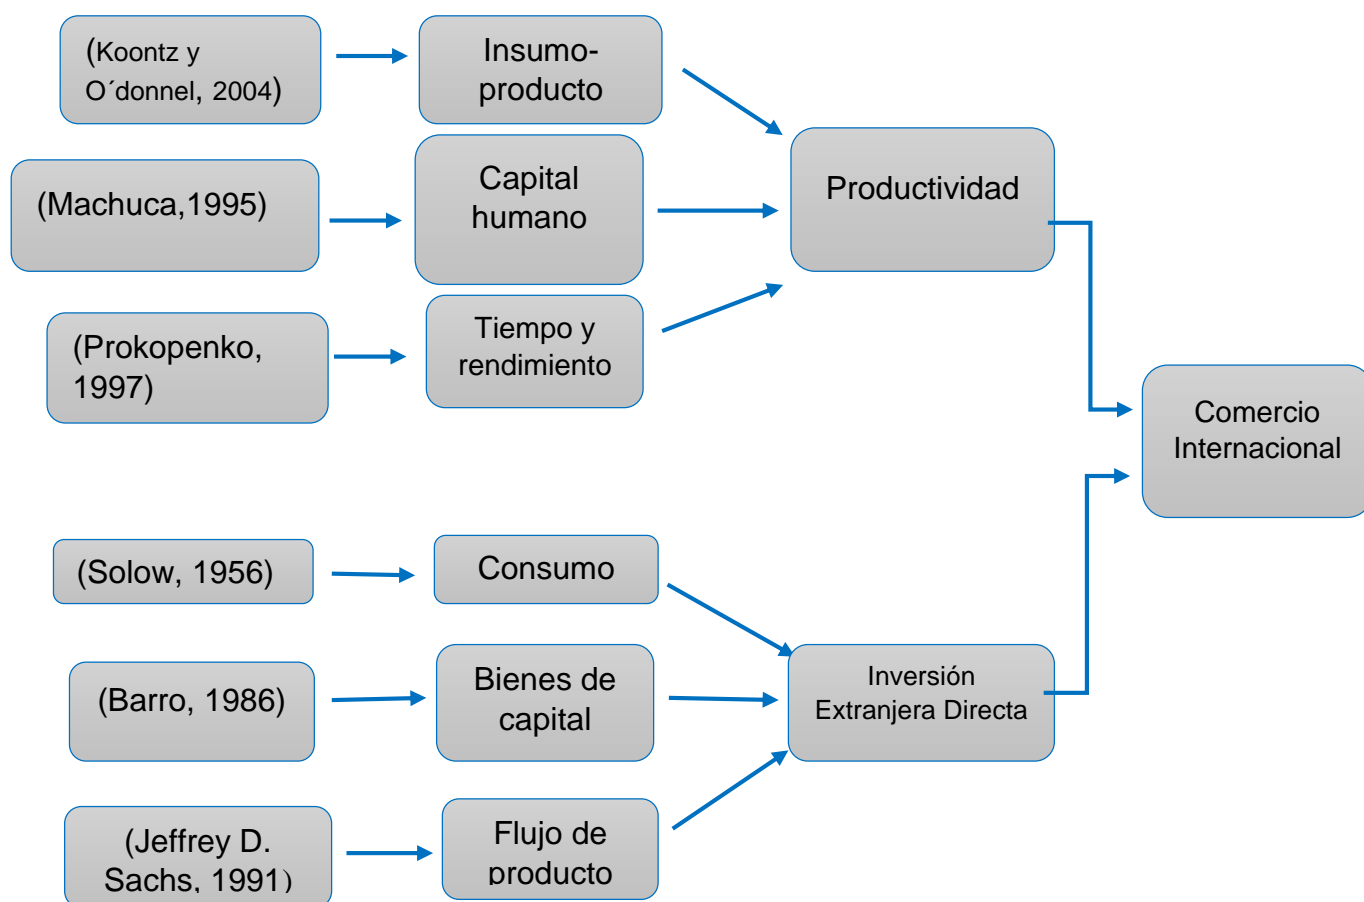 (Koontz y
O´donnel, 2004)
Insumo-
producto
(Machuca,1995)
Capital
humano
Productividad
(Prokopenko,
1997)
Tiempo y
rendimiento
Comercio
Internacional
(Solow, 1956)
Consumo
(Barro, 1986)
Bienes de
capital
Inversión
Extranjera Directa
(Jeffrey D.
Sachs, 1991)
Flujo de
producto